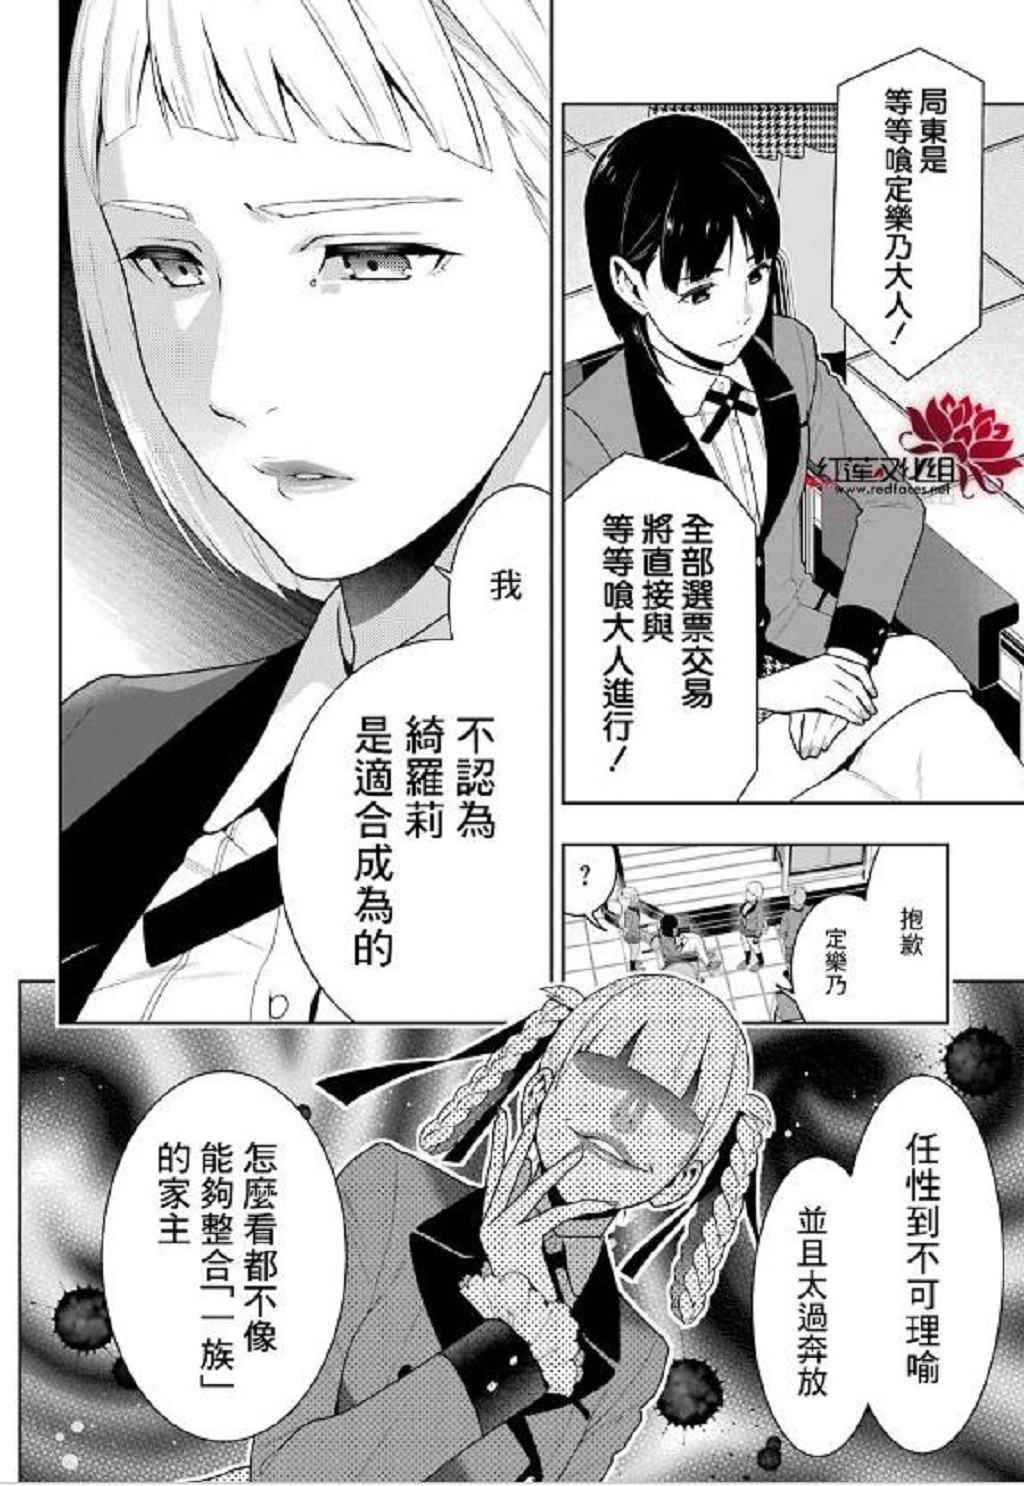 局東是
等等喰定樂乃大人！
紅蓮文化組
www.redfates.net
全部選票交易
將直接與
等等喰大人進行！
抱歉
定樂乃
？
我
不認為
綺羅莉
是適合成為的
任性到不可理喻
並且太過奔放
怎麼看都不像
能夠整合「一族」
的家主